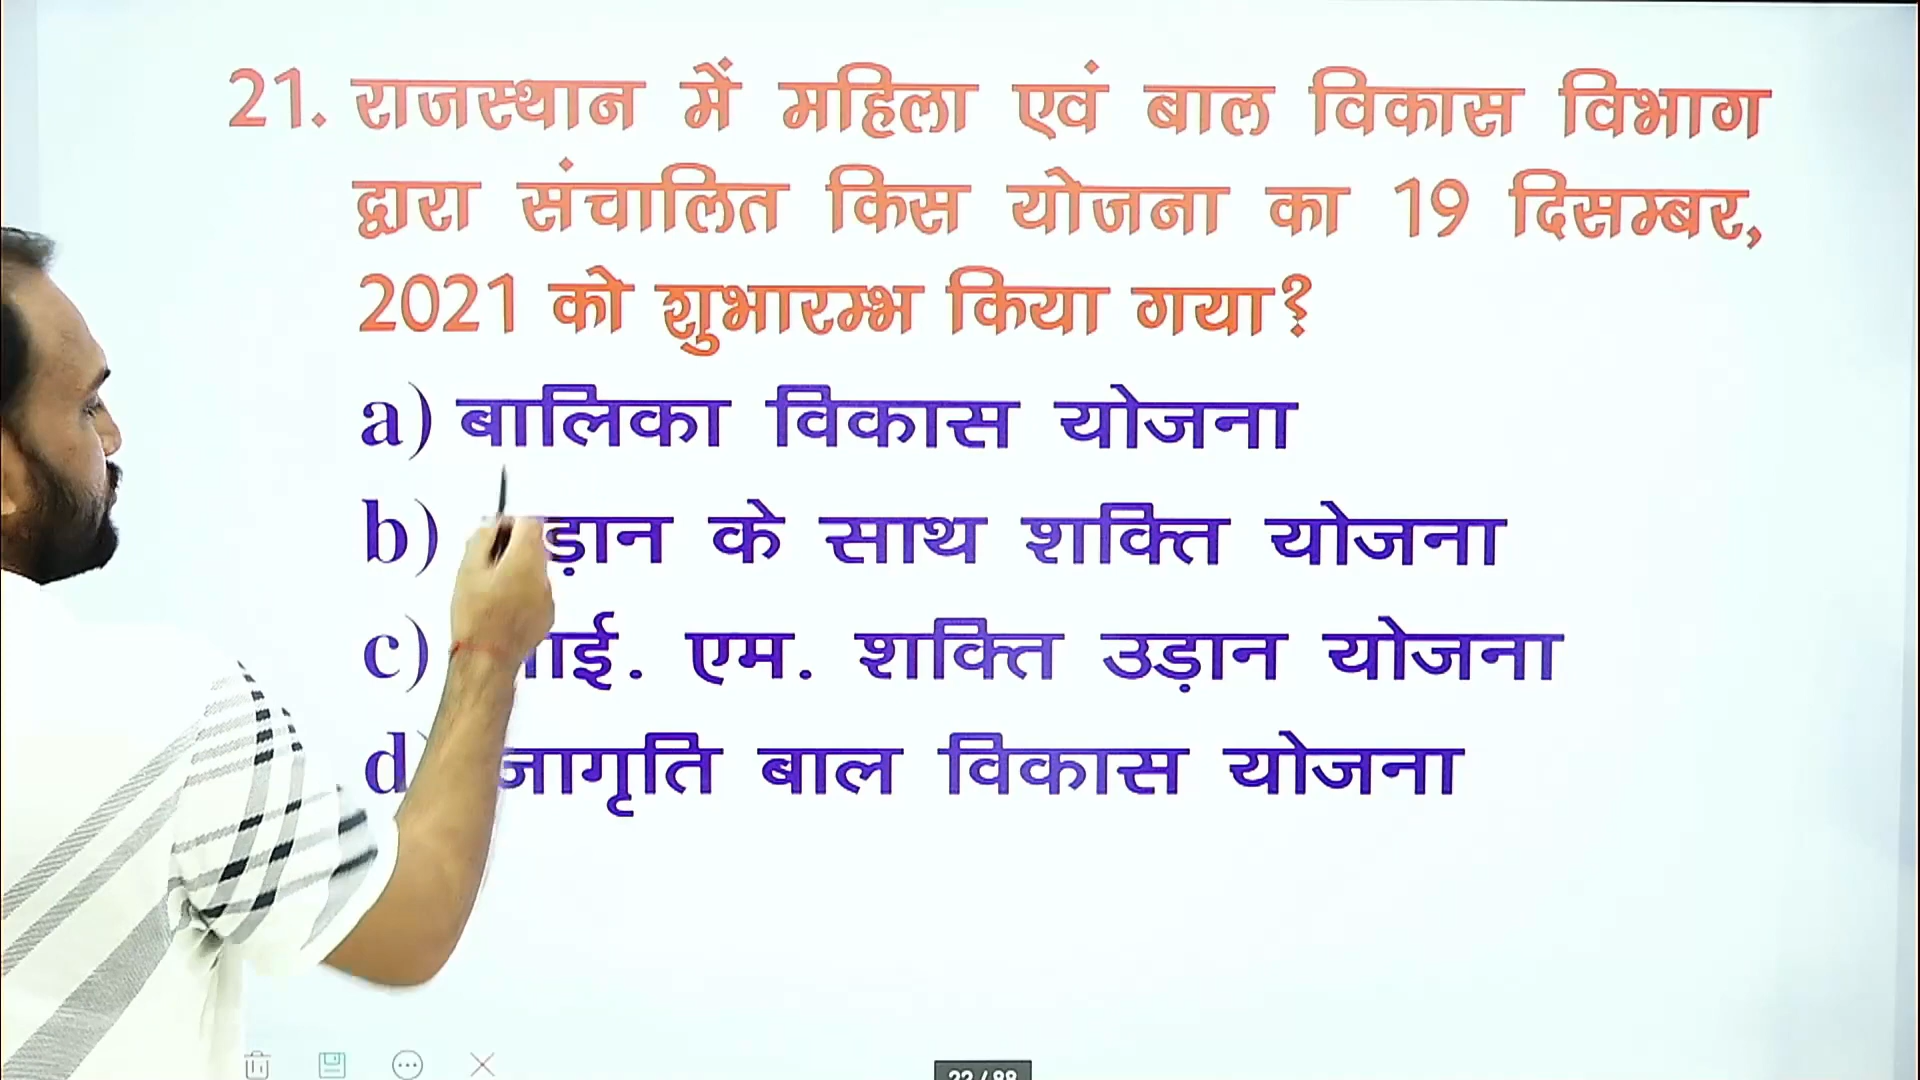 21. राजस्थान में महिला एवं बाल विकास विभाग
द्वारा संचालित किस योजना का 19 दिसम्बर,
2021 को शुभारम्भ किया गया?
a) बालिका विकास योजना
b) के साथ शक्ति योजना
c) एम. शक्ति उड़ान योजना
d) जागृति बाल विकास योजना